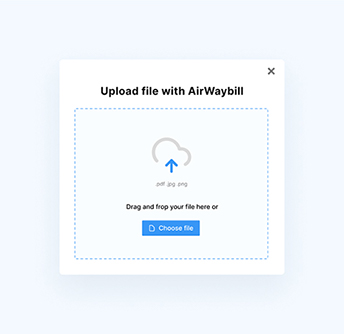 Upload file with AirWaybill
.pdf .jpg .png
Drag and frop your file here or
Choose file